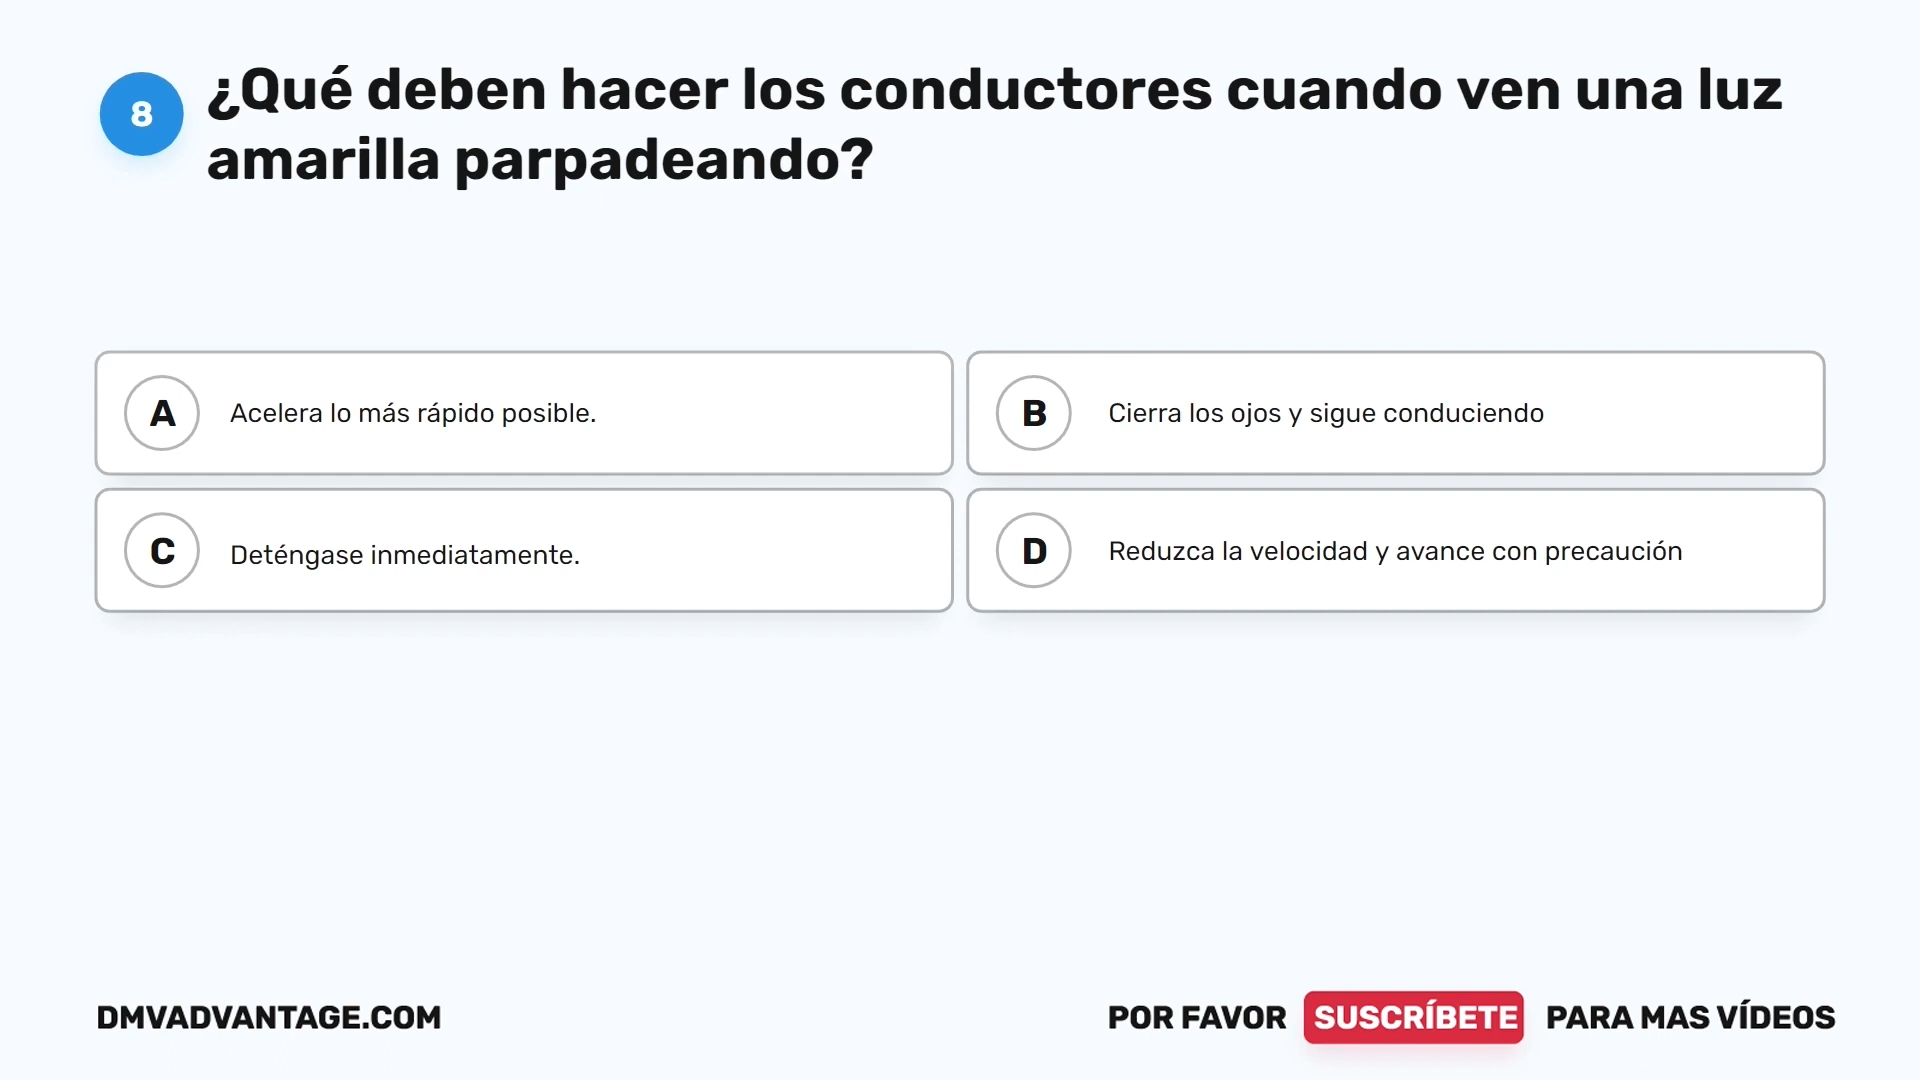 8
¿Qué deben hacer los conductores cuando ven una luz
amarilla parpadeando?
A Acelera lo más rápido posible.
B Cierra los ojos y sigue conduciendo
C Deténgase inmediatamente.
D Reduzca la velocidad y avance con precaución
DMVADVANTAGE.COM
POR FAVOR SUSCRÍBETE PARA MAS VÍDEOS